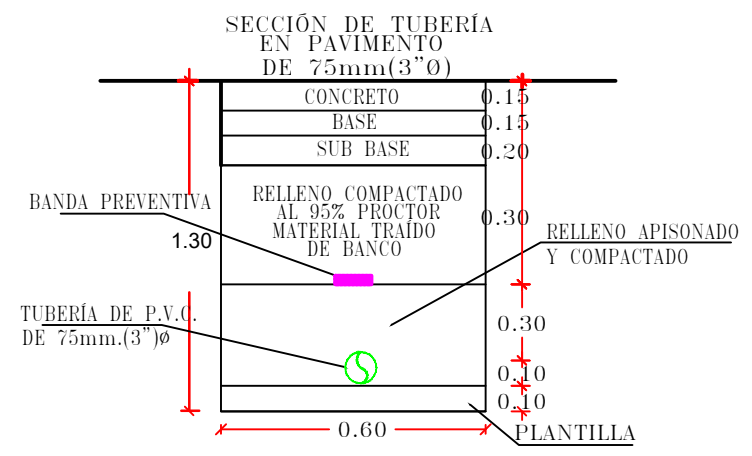 SECCIÓN DE TUBERÍA
EN PAVIMENTO
DE 75mm(3"Ø)
CONCRETO
0.15
BASE
0.15
SUB BASE
0.20
BANDA PREVENTIVA
RELLENO COMPACTADO
AL 95% PROCTOR
MATERIAL TRAÍDO
DE BANCO
0.30
1.30
RELLENO APISONADO
Y COMPACTADO
TUBERÍA DE P.V.C.
DE 75mm.(3")ø
0.30
0.10
0.10
0.60
PLANTILLA